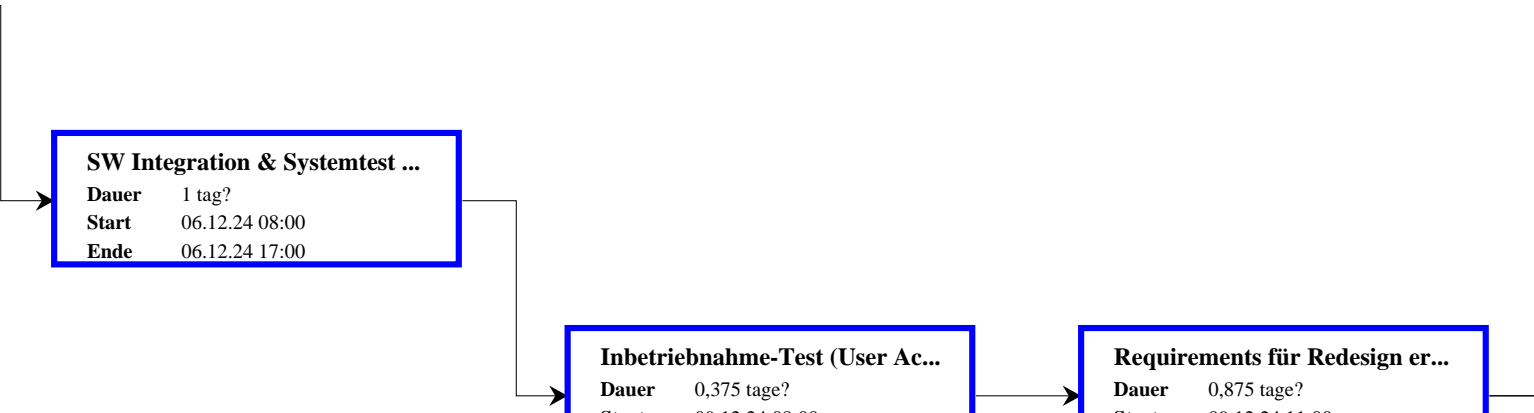 SW Integration & Systemtest ...
Dauer 1 tag?
Start 06.12.24 08:00
Ende 06.12.24 17:00
Inbetriebnahme-Test (User Ac...
Dauer 0,375 tage?
Requirements für Redesign er...
Dauer 0,875 tage?